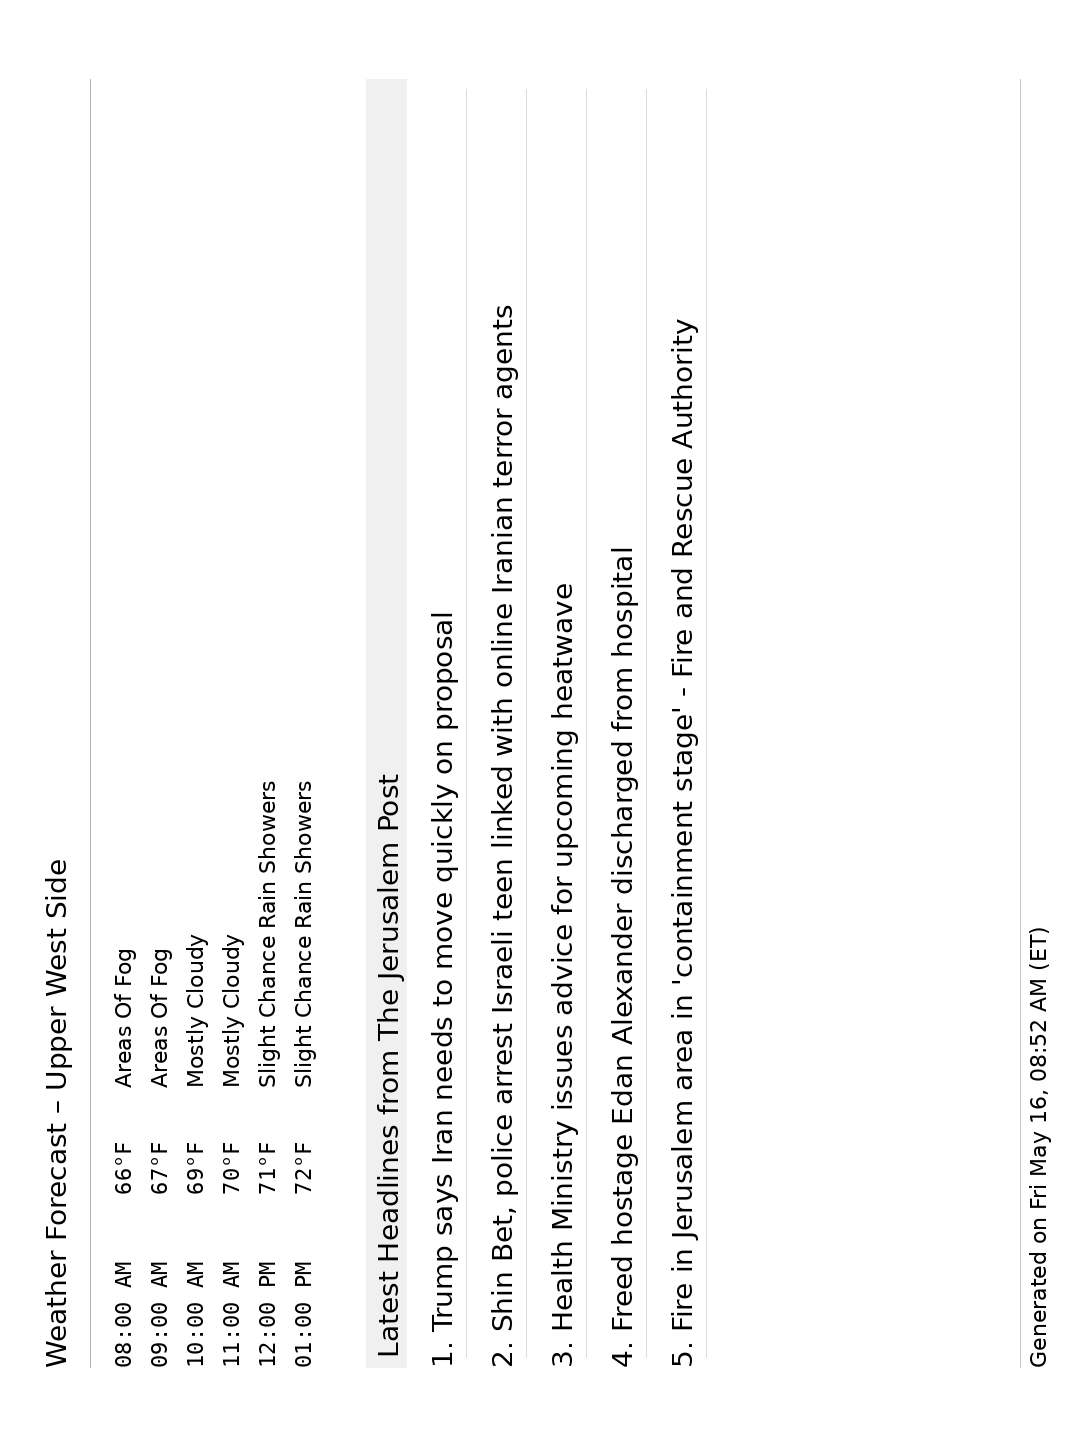 Weather Forecast – Upper West Side
08:00 AM 66°F Areas Of Fog
09:00 AM 67°F Areas Of Fog
10:00 AM 69°F Mostly Cloudy
11:00 AM 70°F Mostly Cloudy
12:00 PM 71°F Slight Chance Rain Showers
01:00 PM 72°F Slight Chance Rain Showers
Latest Headlines from The Jerusalem Post
1. Trump says Iran needs to move quickly on proposal
2. Shin Bet, police arrest Israeli teen linked with online Iranian terror agents
3. Health Ministry issues advice for upcoming heatwave
4. Freed hostage Edan Alexander discharged from hospital
5. Fire in Jerusalem area in 'containment stage' - Fire and Rescue Authority
Generated on Fri May 16, 08:52 AM (ET)